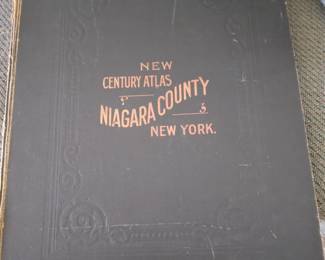 NEW
CENTURY ATLAS
NIAGARA COUNTY
NEW YORK.